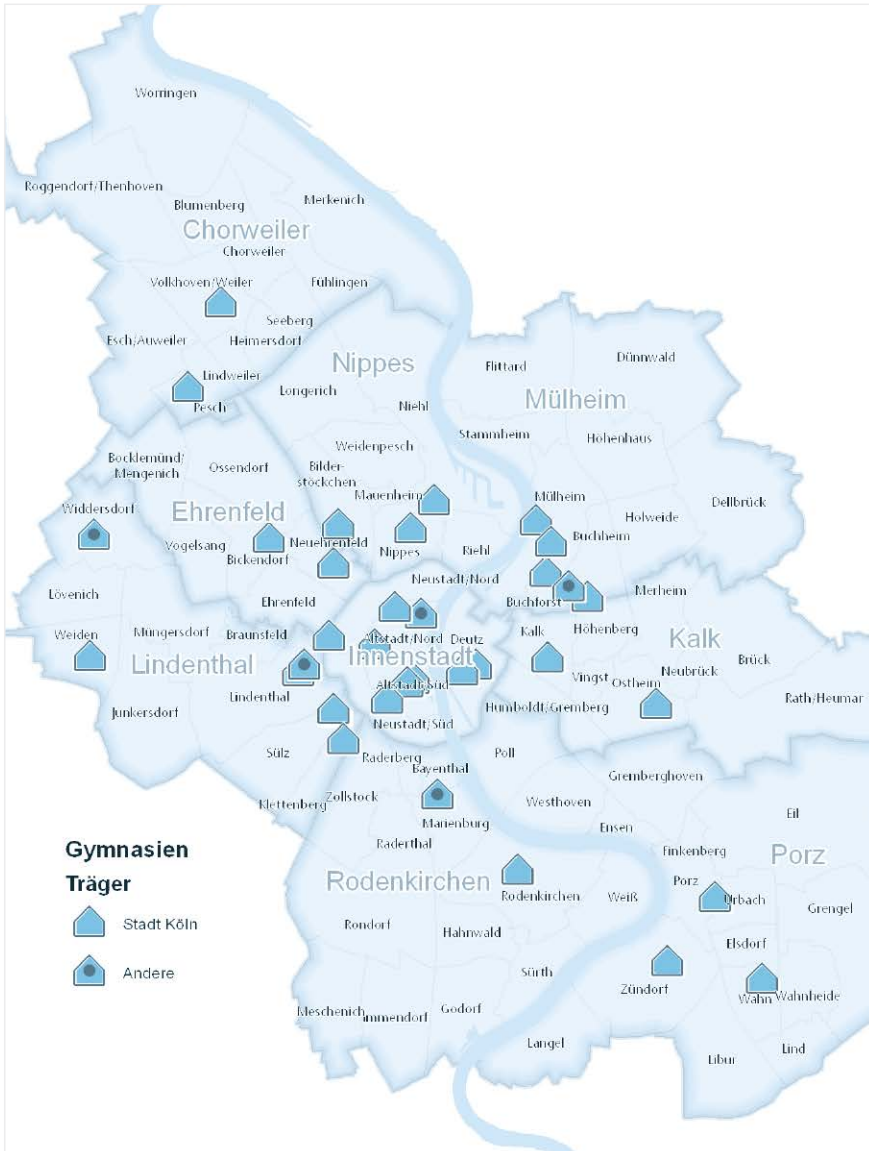 Worringen
Roggendorf/Thenhoven
Blumenberg
Merkenich
Chorweiler
Chorweiler
Volkhoven/Weiler
Fühlingen
Seeberg
Esch/Auweiler
Heimersdorf
Lindweiler
Pesch
Nippes
Longerich
Niehl
Weidenpesch
Bilder-
stöckchen
Mauenheim
Nippes
Riehl
Flittard
Dünnwald
Mülheim
Stammheim
Höhenhaus
Mülheim
Dellbrück
Holweide
Buchheim
Buchforst
Bocklemünd/
Mengenich
Ossendorf
Ehrenfeld
Vogelsang
Bickendorf
Neuehrenfeld
Ehrenfeld
Widdersdorf
Lövenich
Weiden
Müngersdorf
Braunsfeld
Lindenthal
Lindenthal
Junkersdorf
Sülz
Klettenberg
Neustadt/Nord
Altstadt/Nord
Deutz
Innenstadt
Altstadt/Süd
Neustadt/Süd
Merheim
Kalk
Höhenberg
Kalk
Brück
Neubrück
Vingst
Ostheim
Rath/Heumar
Humboldt/Gremberg
Raderberg
Bayenthal
Zollstock
Marienburg
Raderthal
Rodenkirchen
Rodenkirchen
Weiß
Rondorf
Hahnwald
Sürth
Meschenich
mmendorf
Godorf
Poll
Gremberghoven
Westhoven
Ensen
Eil
Finkenberg
Porz
Porz
Urbach
Grengel
Elsdorf
Zündorf
Wahn
Wahnheide
Langel
Libur
Lind
Gymnasien
Träger
Stadt Köln
Andere